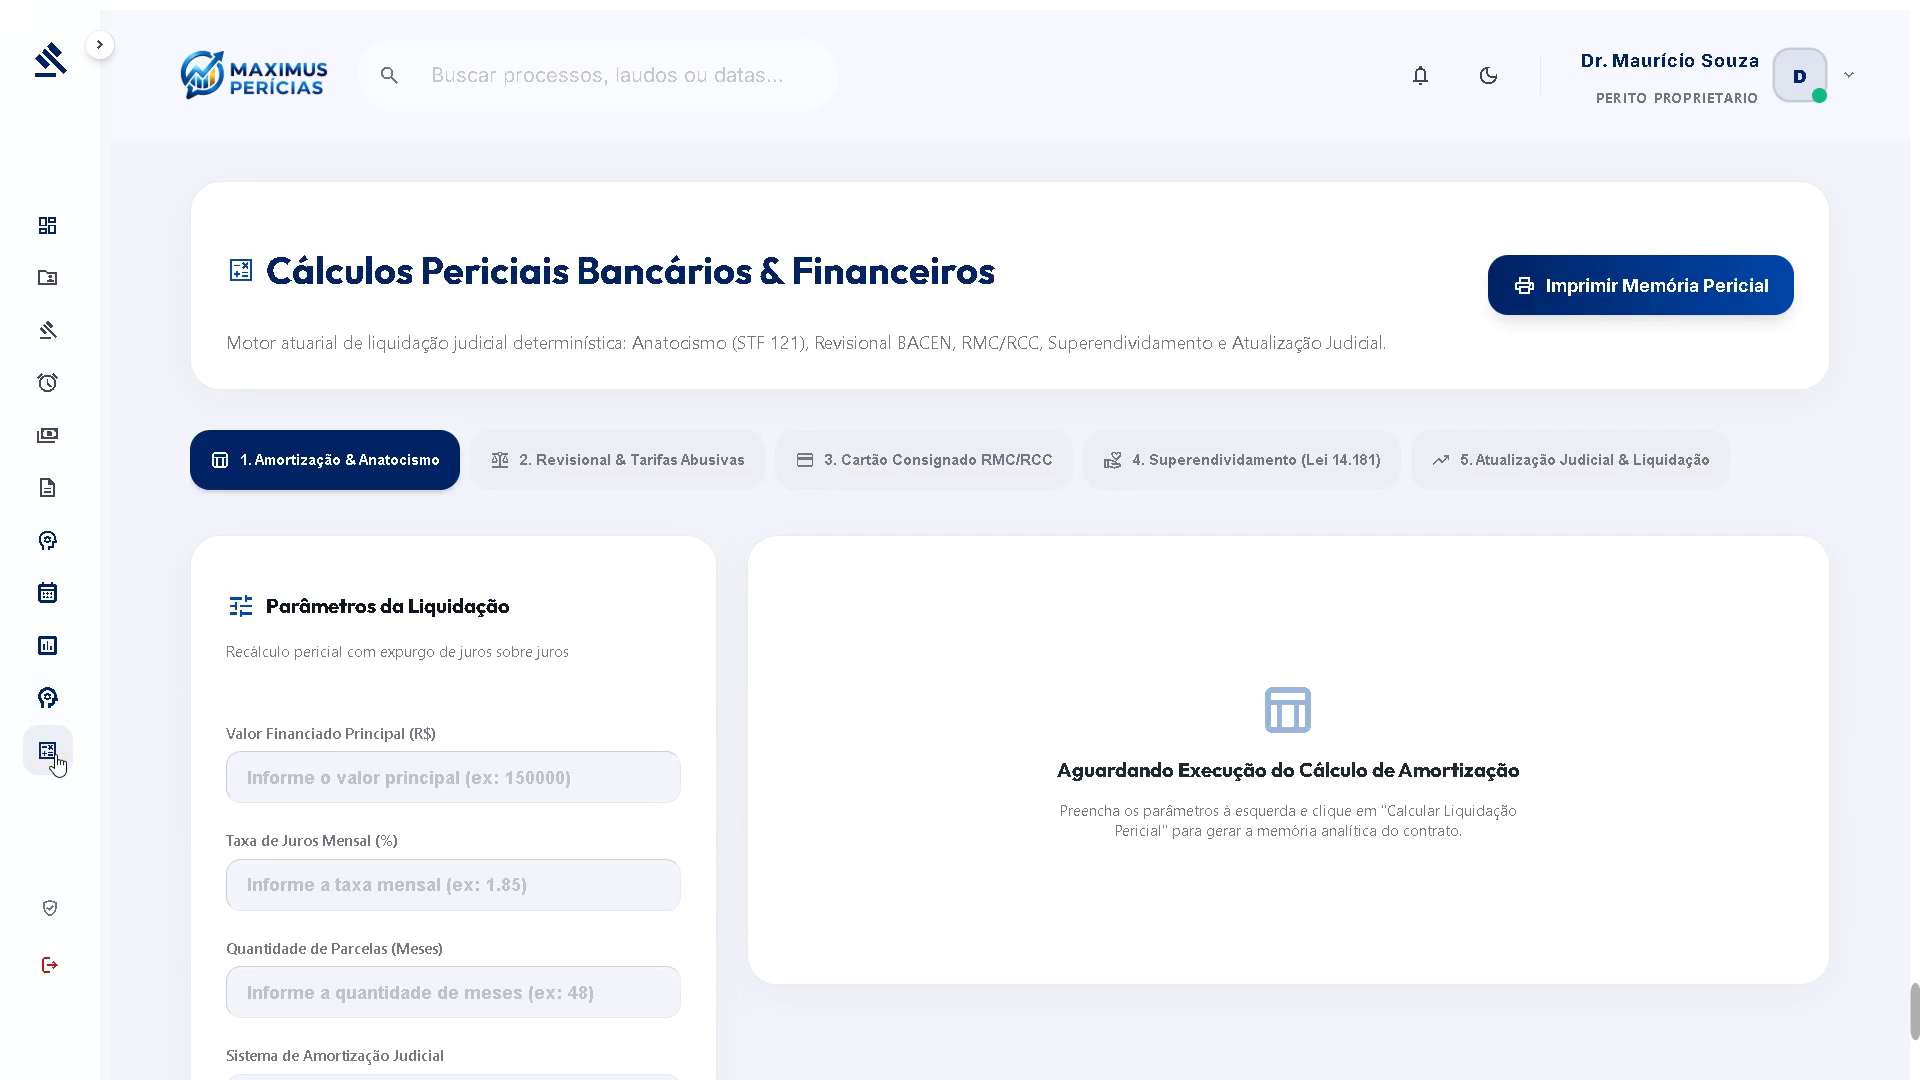 MAXIMUS
PERÍCIAS
Buscar processos, laudos ou datas...
Dr. Maurício Souza
PERITO PROPRIETARIO
D
Cálculos Periciais Bancários & Financeiros
Imprimir Memória Pericial
Motor atuarial de liquidação judicial determinística: Anatocismo (STF 121), Revisional BACEN, RMC/RCC, Superendividamento e Atualização Judicial.
1. Amortização & Anatocismo
2. Revisional & Tarifas Abusivas
3. Cartão Consignado RMC/RCC
4. Superendividamento (Lei 14.181)
5. Atualização Judicial & Liquidação
Parâmetros da Liquidação
Recálculo pericial com expurgo de juros sobre juros
Valor Financiado Principal (R$)
Informe o valor principal (ex: 150000)
Taxa de Juros Mensal (%)
Informe a taxa mensal (ex: 1.85)
Quantidade de Parcelas (Meses)
Informe a quantidade de meses (ex: 48)
Sistema de Amortização Judicial
Aguardando Execução do Cálculo de Amortização
Preencha os parâmetros à esquerda e clique em "Calcular Liquidação
Pericial" para gerar a memória analítica do contrato.